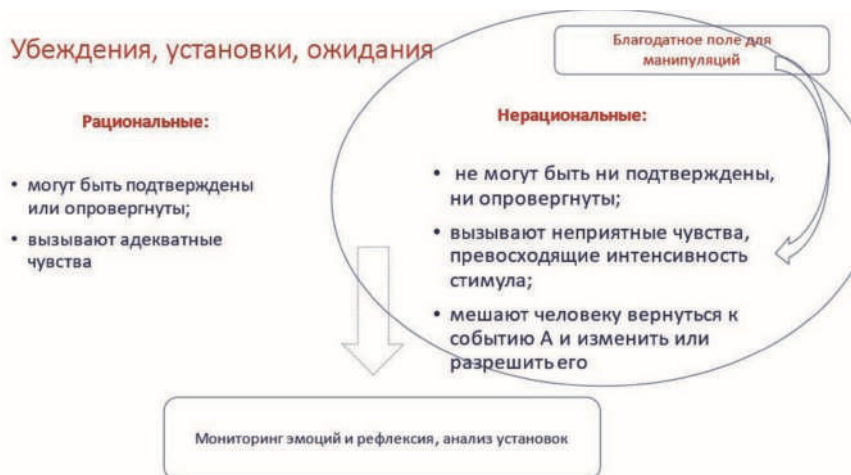 Убеждения, установки, ожидания
Благодатное поле для
манипуляций
Рациональные:
• могут быть подтверждены
или опровергнуты;
• вызывают адекватные
чувства
Нерациональные:
• не могут быть ни подтверждены,
ни опровергнуты;
• вызывают неприятные чувства,
превосходящие интенсивность
стимула;
• мешают человеку вернуться к
событию А и изменить или
разрешить его
Мониторинг эмоций и рефлексия, анализ установок